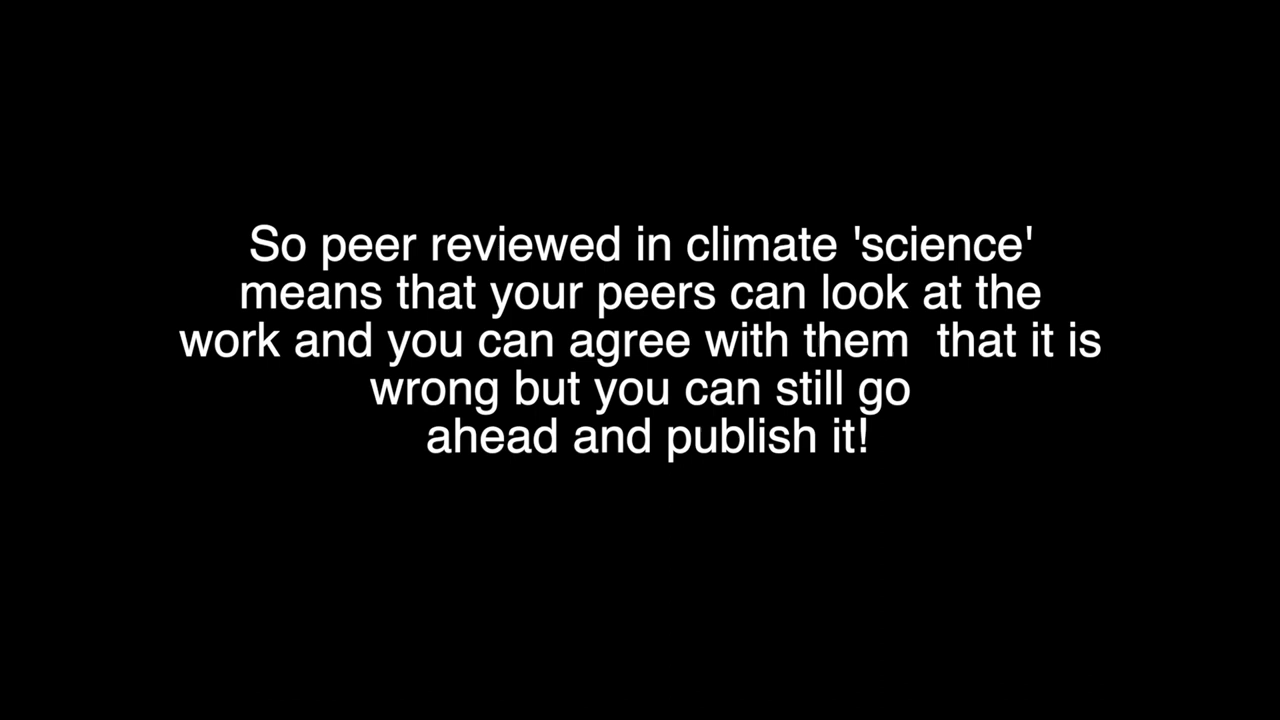 So peer reviewed in climate 'science'
means that your peers can look at the
work and you can agree with them  that it is
wrong but you can still go
ahead and publish it!